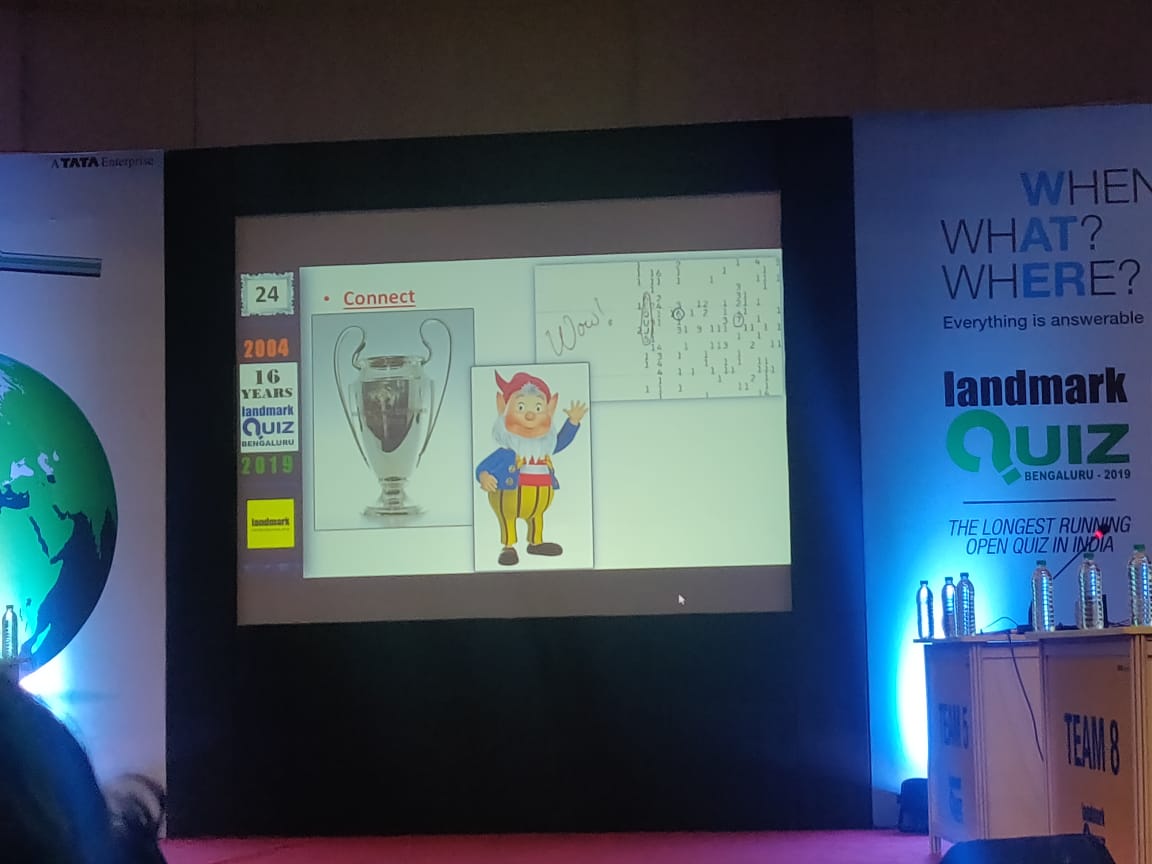 A TATA Enterprise
24
• Connect
2004
16
YEARS
landmark
QUIZ
BENGALURU
2019
landmark
Wow!
WHEN
WHAT?
WHERE?
Everything is answerable
landmark
QUIZ
BENGALURU - 2019
THE LONGEST RUNNING
OPEN QUIZ IN INDIA
TEAM 5
TEAM 8
landmark